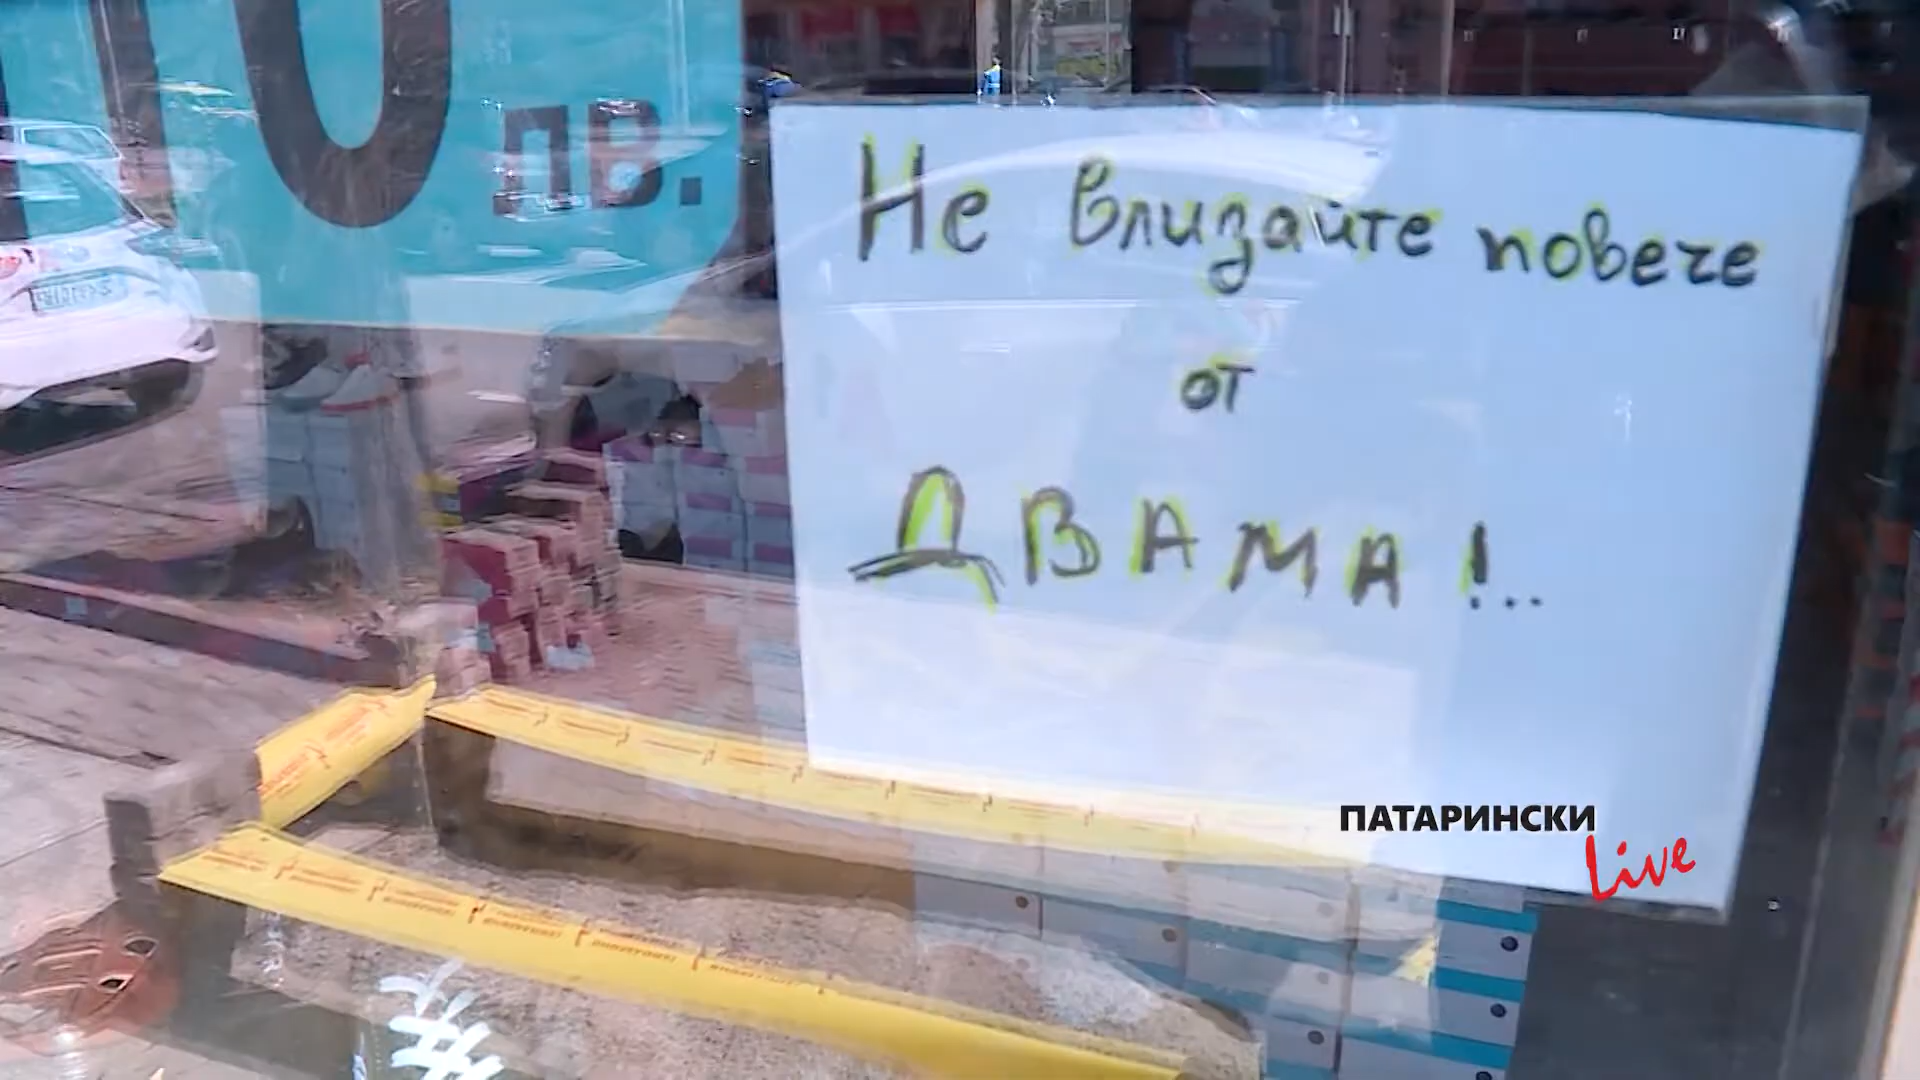 10 лв.
Не влизайте повече
от
ДВАМА!..
ПАТАРИНСКИ
Live